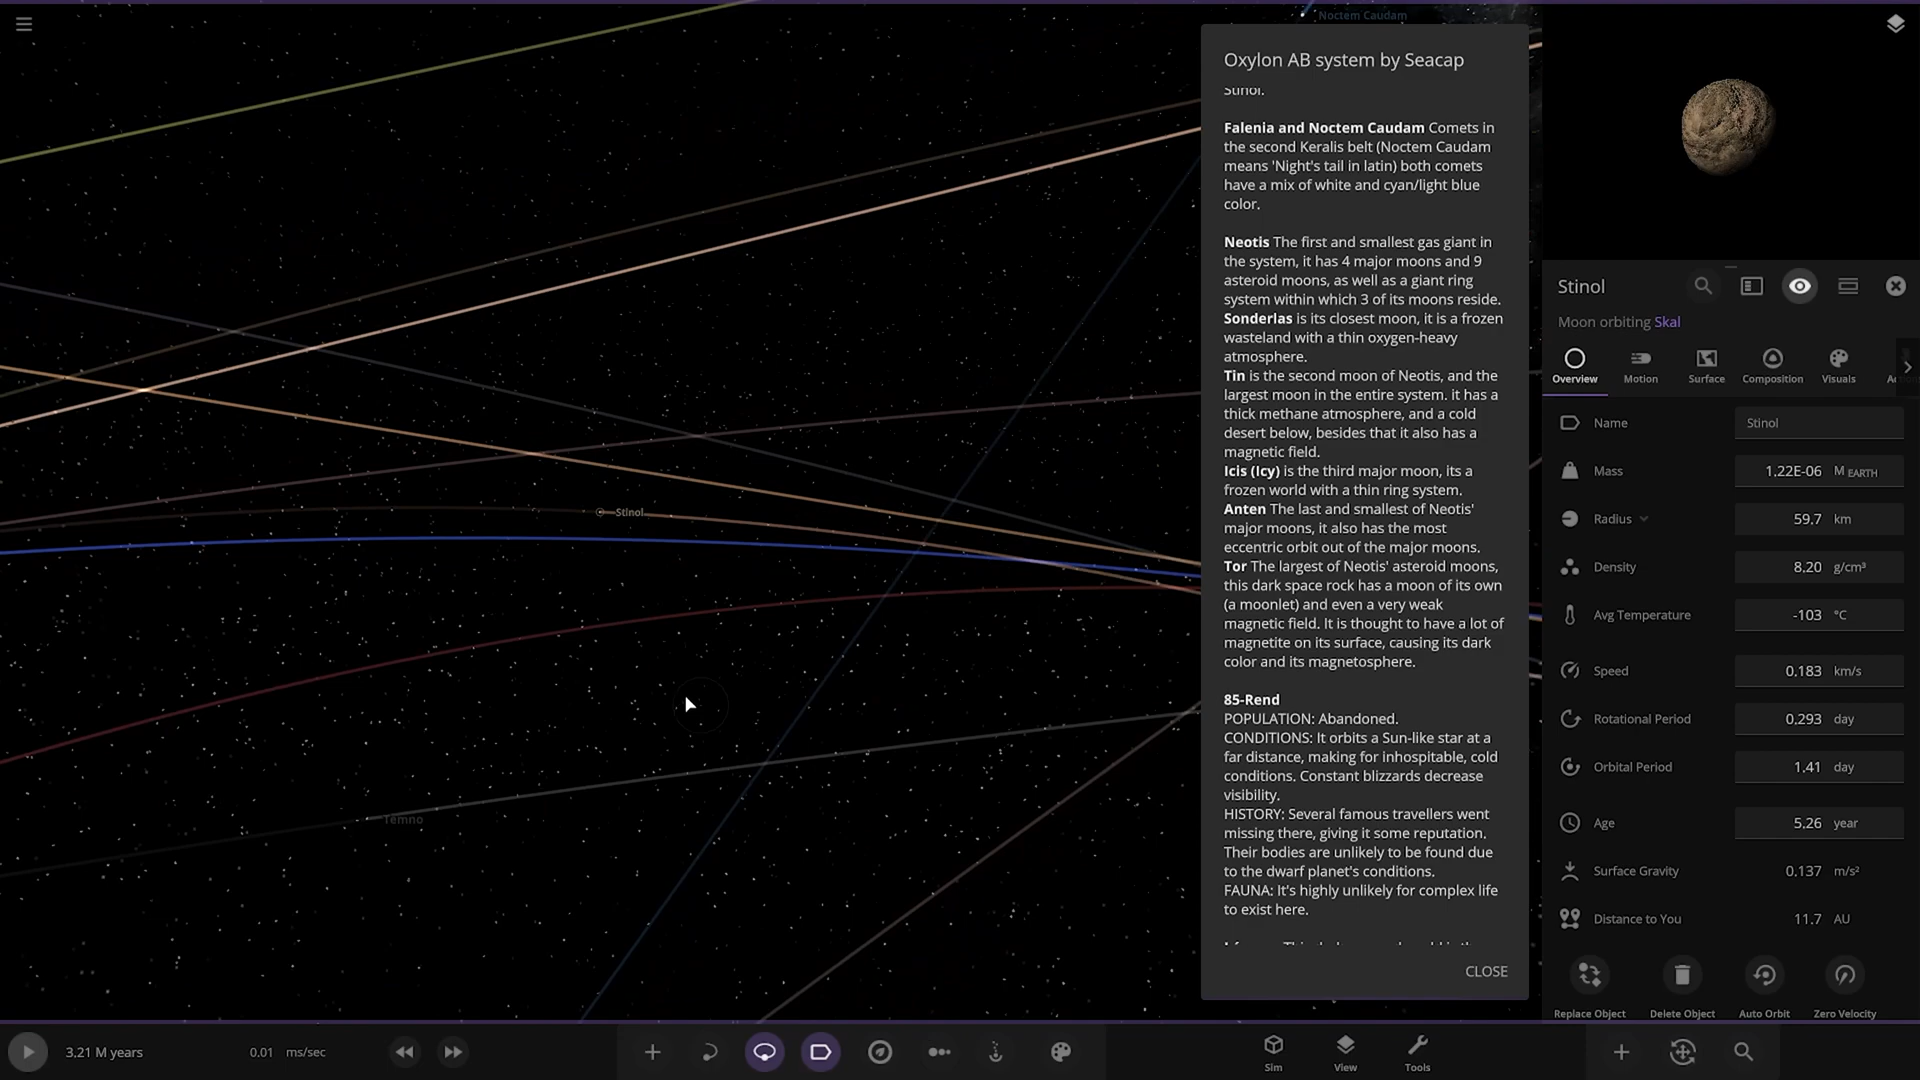 Noctem Caudam
Oxylon AB system by Seacap
Stinol.
Falenia and Noctem Caudam Comets in
the second Keralis belt (Noctem Caudam
means 'Night's tail in latin) both comets
have a mix of white and cyan/light blue
color.
Neotis The first and smallest gas giant in
the system, it has 4 major moons and 9
asteroid moons, as well as a giant ring
system within which 3 of its moons reside.
Sonderlas is its closest moon, it is a frozen
wasteland with a thin oxygen-heavy
atmosphere.
Tin is the second moon of Neotis, and the
largest moon in the entire system. it has a
thick methane atmosphere, and a cold
desert below, besides that it also has a
magnetic field.
Icis (Icy) is the third major moon, its a
frozen world with a thin ring system.
Anten The last and smallest of Neotis'
major moons, it also has the most
eccentric orbit out of the major moons.
Tor The largest of Neotis' asteroid moons,
this dark space rock has a moon of its own
(a moonlet) and even a very weak
magnetic field. It is thought to have a lot of
magnetite on its surface, causing its dark
color and its magnetosphere.
85-Rend
POPULATION: Abandoned.
CONDITIONS: It orbits a Sun-like star at a
far distance, making for inhospitable, cold
conditions. Constant blizzards decrease
visibility.
HISTORY: Several famous travellers went
missing there, giving it some reputation.
Their bodies are unlikely to be found due
to the dwarf planet's conditions.
FAUNA: It's highly unlikely for complex life
to exist here.
CLOSE
Stinol
Temno
Stinol
Moon orbiting Skal
Overview Motion Surface Composition Visuals
Name Stinol
Mass 1,22E-06 M EARTH
Radius 59.7 km
Density 8,20 g/cm³
Avg Temperature -103 °C
Speed 0,183 km/s
Rotational Period 0,293 day
Orbital Period 1,41 day
Age 5,26 year
Surface Gravity 0.137 m/s²
Distance to You 11.7 AU
Replace Object Delete Object Auto Orbit Zero Velocity
3.21 M years 0.01 ms/sec
Sim View Tools